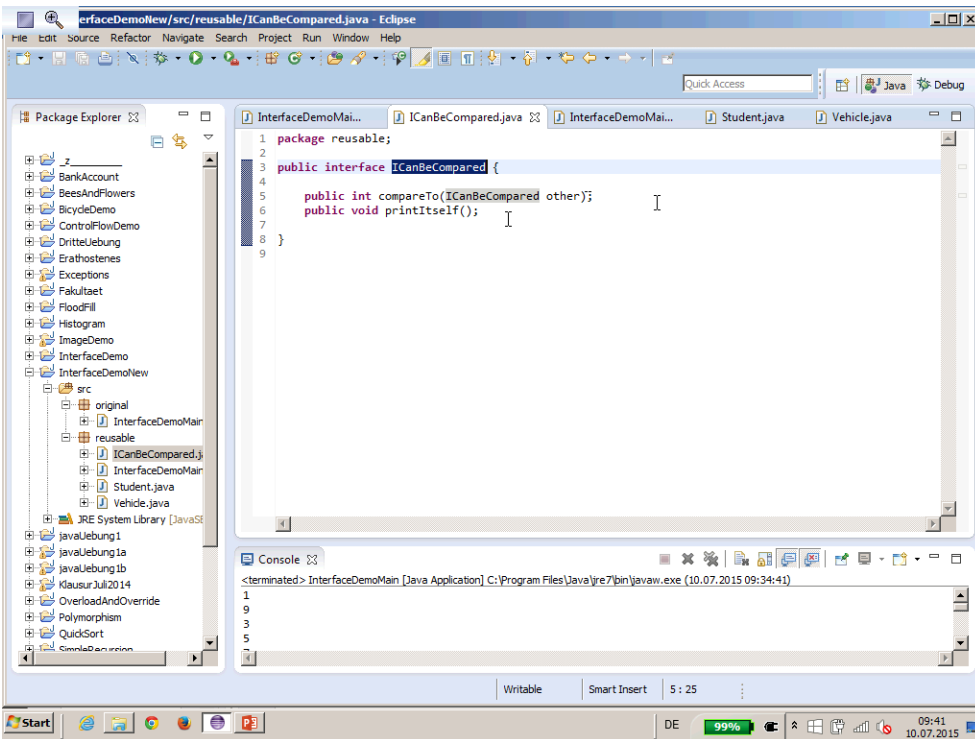 erfaceDemoNew/src/reusable/ICanBeCompared.java - Eclipse
File Edit Source Refactor Navigate Search Project Run Window Help
Quick Access
Java
Debug
Package Explorer
InterfaceDemoMai...
ICanBeCompared.java
InterfaceDemoMai...
Student.java
Vehicle.java
_z_________
BankAccount
BeesAndFlowers
BicycleDemo
ControlFlowDemo
DritteUebung
Erathostenes
Exceptions
Fakultaet
FloodFill
Histogram
ImageDemo
InterfaceDemo
InterfaceDemoNew
src
original
InterfaceDemoMain
reusable
ICanBeCompared.j
InterfaceDemoMain
Student.java
Vehicle.java
JRE System Library [JavaSE
javaUebung1
javaUebung1a
javaUebung1b
KlausurJuli2014
OverloadAndOverride
Polymorphism
QuickSort
SimpleRecursion
1 package reusable;
2
3 public interface ICanBeCompared {
4
5 public int compareTo(ICanBeCompared other);
6 public void printItself();
7
8 }
9
Console
<terminated> InterfaceDemoMain [Java Application] C:\Program Files\Java\jre7\bin\javaw.exe (10.07.2015 09:34:41)
1
9
3
5
Writable
Smart Insert
5 : 25
Start
DE
99%
09:41
10.07.2015